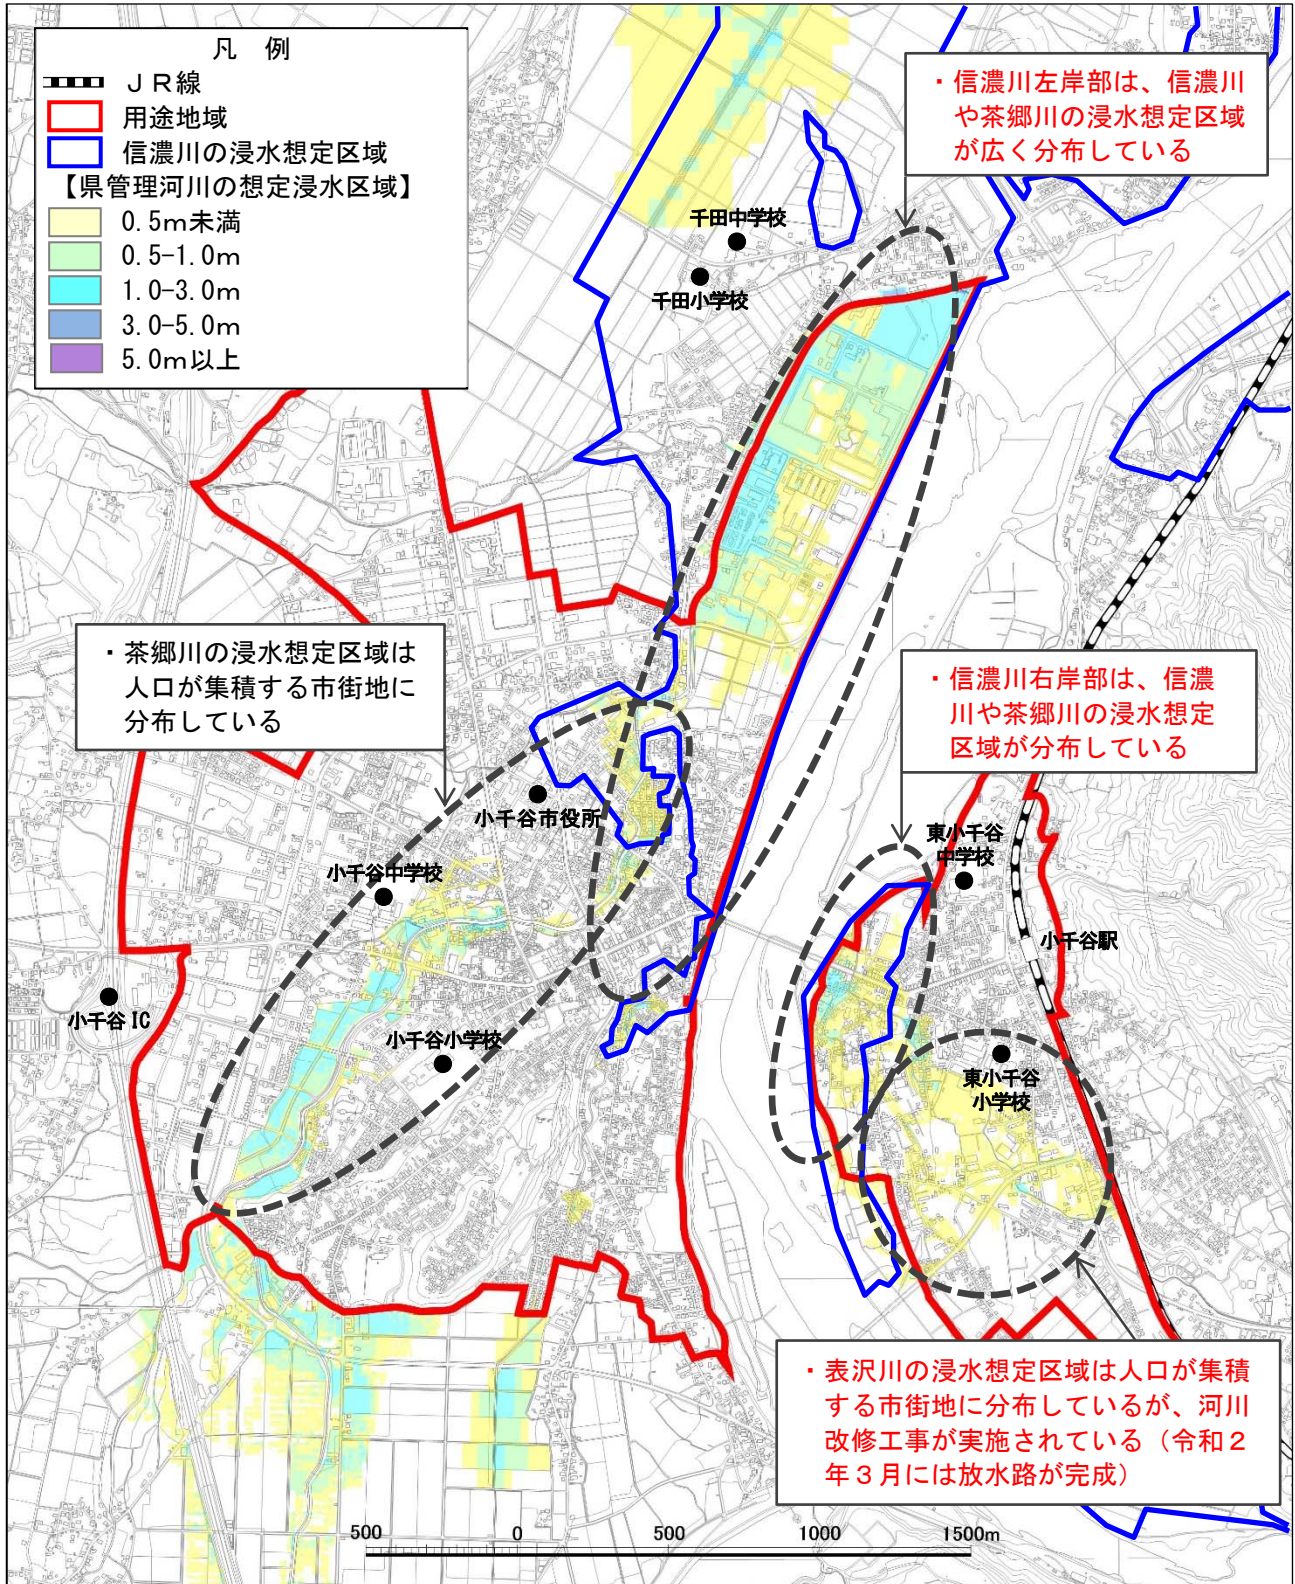 凡 例
ＪＲ線
用途地域
信濃川の浸水想定区域
【県管理河川の想定浸水区域】
0.5m未満
0.5-1.0m
1.0-3.0m
3.0-5.0m
5.0m以上
・信濃川左岸部は、信濃川
や茶郷川の浸水想定区域
が広く分布している
千田中学校
千田小学校
・茶郷川の浸水想定区域は
人口が集積する市街地に
分布している
・信濃川右岸部は、信濃
川や茶郷川の浸水想定
区域が分布している
小千谷市役所
東小千谷
中学校
小千谷中学校
小千谷駅
小千谷 IC
小千谷小学校
東小千谷
小学校
・表沢川の浸水想定区域は人口が集積
する市街地に分布しているが、河川
改修工事が実施されている（令和２
年３月には放水路が完成）
500 0 500 1000 1500m